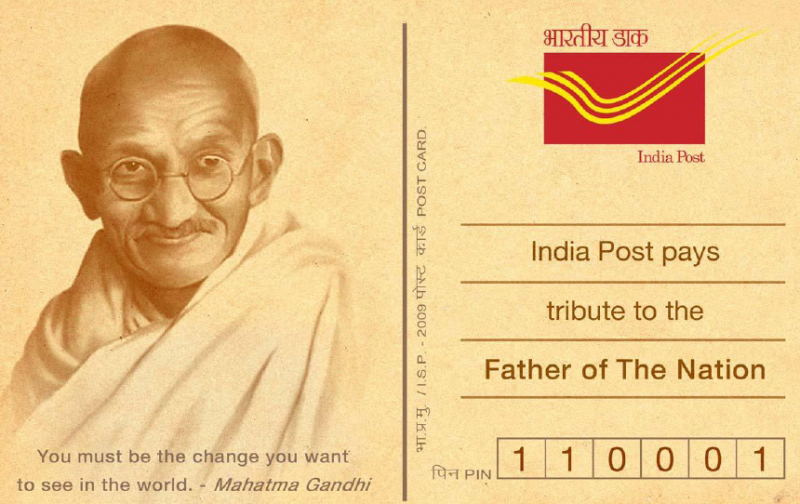 You must be the change you want
to see in the world. - Mahatma Gandhi
भा.प्र.मु. / I.S.P. - 2009 पोस्ट कार्ड POST CARD.
भारतीय डाक
India Post
India Post pays
tribute to the
Father of The Nation
पिन PIN 1 1 0 0 0 1